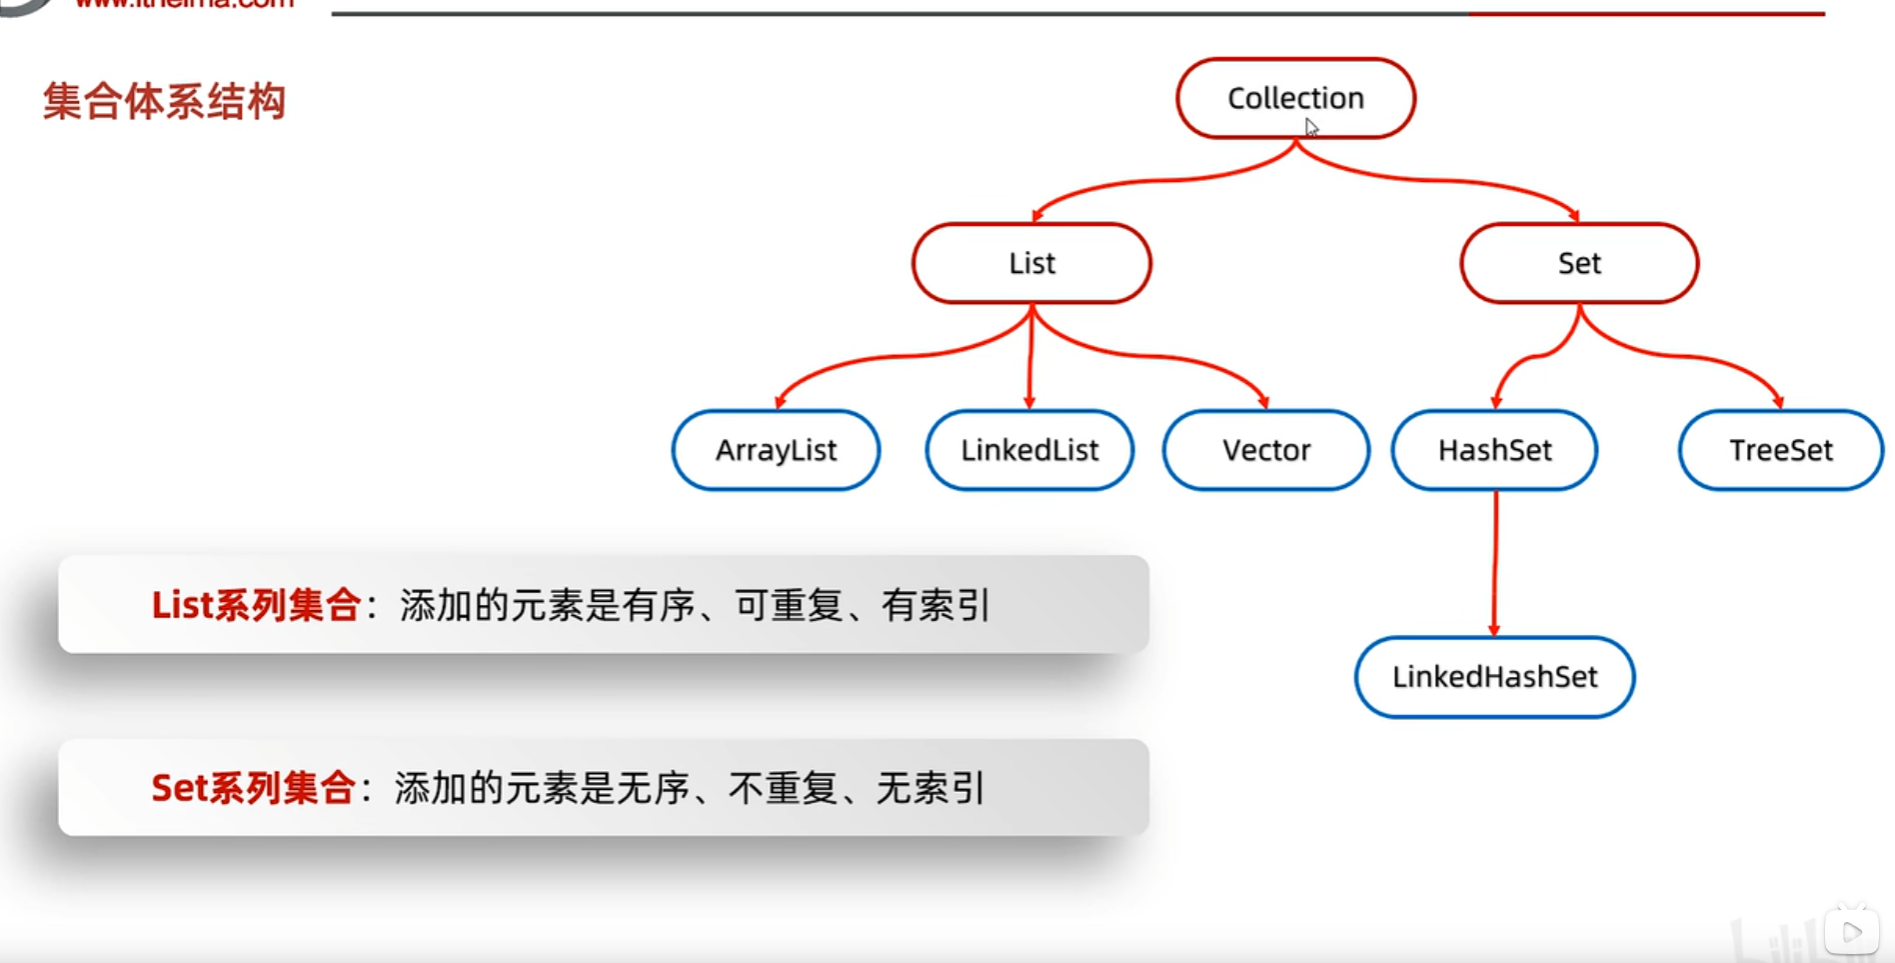 www.itheima.com
集合体系结构
Collection
List
Set
ArrayList
LinkedList
Vector
HashSet
TreeSet
LinkedHashSet
List系列集合：添加的元素是有序、可重复、有索引
Set系列集合：添加的元素是无序、不重复、无索引